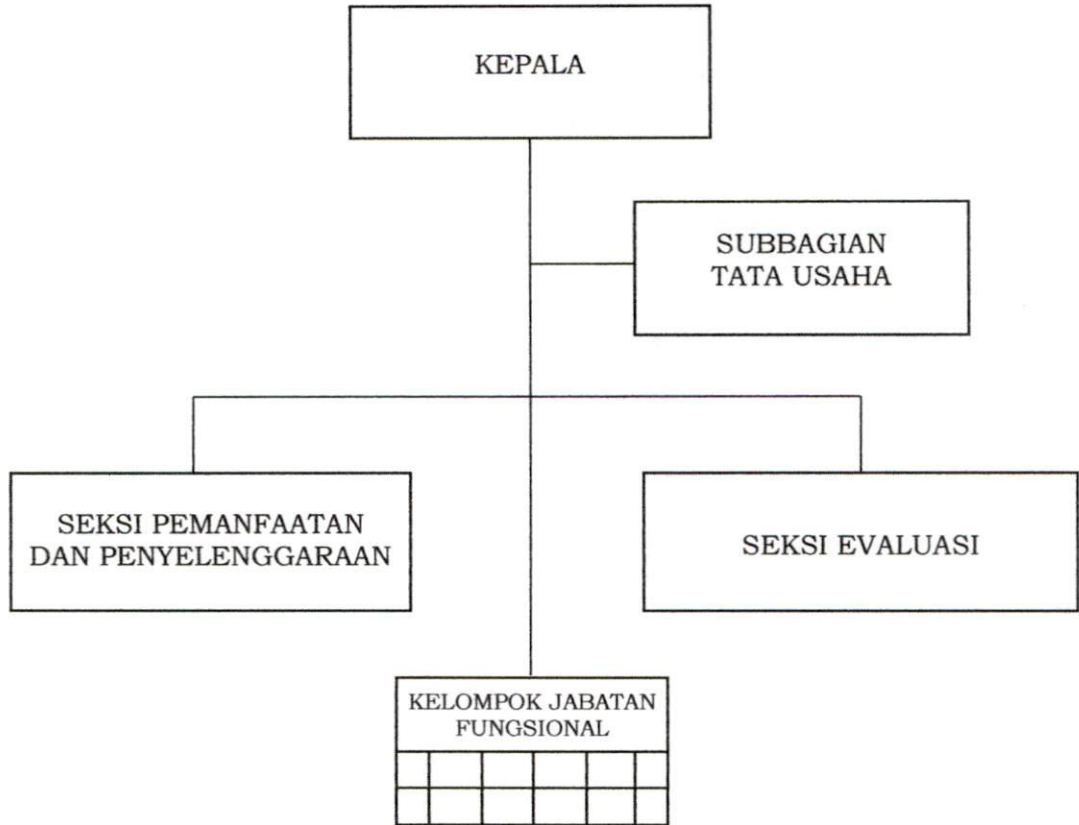 KEPALA
SUBBAGIAN
TATA USAHA
SEKSI PEMANFAATAN
DAN PENYELENGGARAAN
SEKSI EVALUASI
KELOMPOK JABATAN
FUNGSIONAL